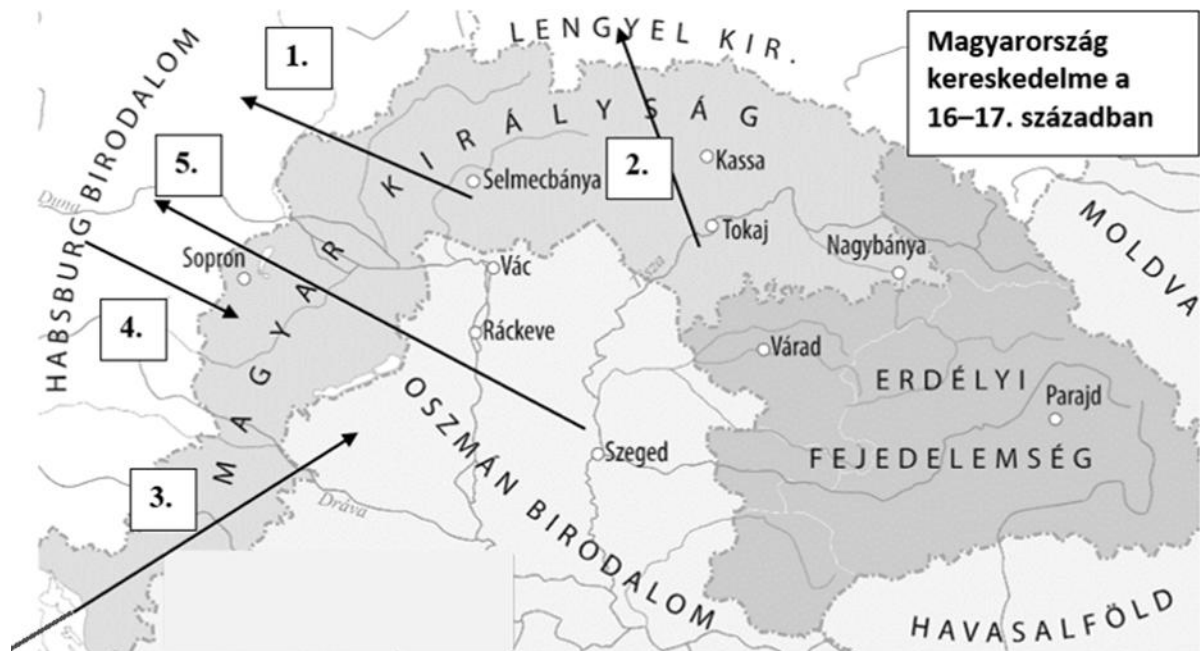 LENGYEL KIR.
Magyarország
kereskedelme a
16–17. században
1.
HABSBURG BIRODALOM
5.
2.
MAGYAR KIRÁLYSÁG
Kassa
Selmecbánya
Duna
Sopron
Tokaj
Nagybánya
MOLDVA
Vác
4.
Ráckeve
Várad
ERDÉLYI
FEJEDELEMSÉG
Parajd
OSZMÁN BIRODALOM
Szeged
3.
Dráva
HAVASALFÖLD